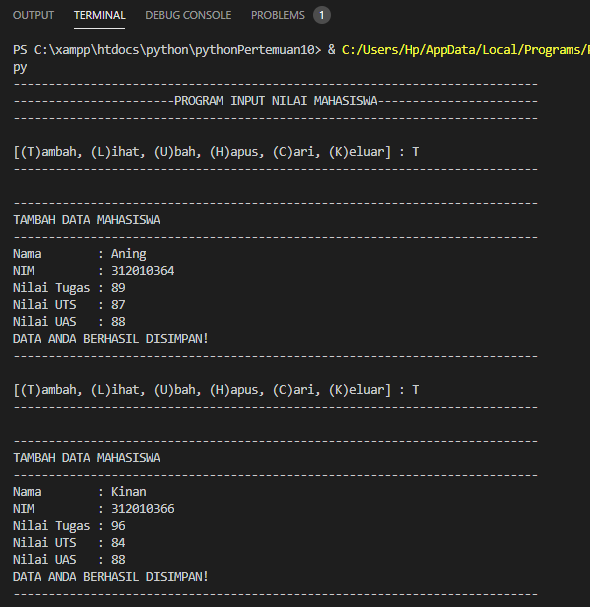 OUTPUT TERMINAL DEBUG CONSOLE PROBLEMS 1
PS C:\xampp\htdocs\python\pythonPertemuan10> & C:/Users/Hp/AppData/Local/Programs/
py
---------------------------------------------------------------------------
-----------------------PROGRAM INPUT NILAI MAHASISWA-----------------------
---------------------------------------------------------------------------
[(T)ambah, (L)ihat, (U)bah, (H)apus, (C)ari, (K)eluar] : T
---------------------------------------------------------------------------
---------------------------------------------------------------------------
TAMBAH DATA MAHASISWA
---------------------------------------------------------------------------
Nama        : Aning
NIM         : 312010364
Nilai Tugas : 89
Nilai UTS   : 87
Nilai UAS   : 88
DATA ANDA BERHASIL DISIMPAN!
---------------------------------------------------------------------------
[(T)ambah, (L)ihat, (U)bah, (H)apus, (C)ari, (K)eluar] : T
---------------------------------------------------------------------------
---------------------------------------------------------------------------
TAMBAH DATA MAHASISWA
---------------------------------------------------------------------------
Nama        : Kinan
NIM         : 312010366
Nilai Tugas : 96
Nilai UTS   : 84
Nilai UAS   : 88
DATA ANDA BERHASIL DISIMPAN!
---------------------------------------------------------------------------